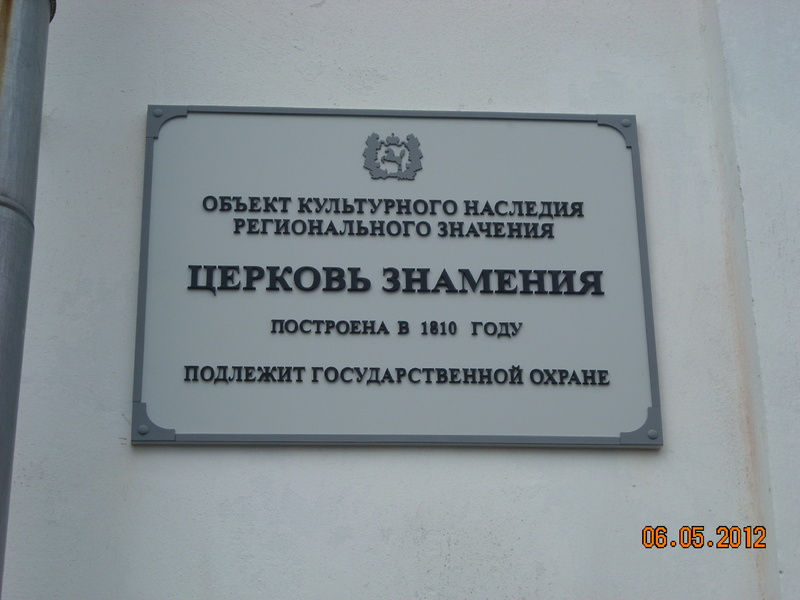 ОБЪЕКТ КУЛЬТУРНОГО НАСЛЕДИЯ
РЕГИОНАЛЬНОГО ЗНАЧЕНИЯ
ЦЕРКОВЬ ЗНАМЕНИЯ
ПОСТРОЕНА В 1810 ГОДУ
ПОДЛЕЖИТ ГОСУДАРСТВЕННОЙ ОХРАНЕ
06.05.2012